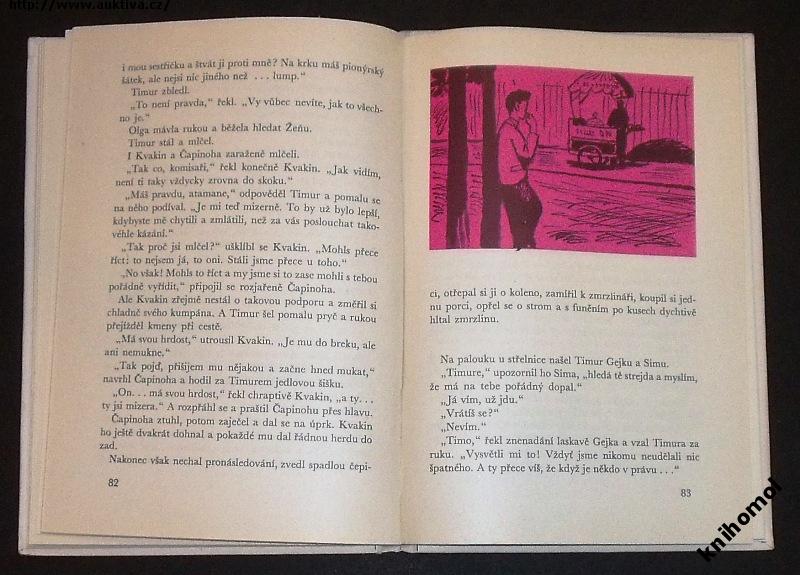 http://www.auktiva.cz/
i mou sestřičku a štvát ji proti mně? Na krku máš pionýrský
šátek, ale nejsi nic jiného než . . . lump.“
Timur zbledl.
„To není pravda,“ řekl. „Vy vůbec nevíte, jak to všech-
no je.“
Olga mávla rukou a běžela hledat Žeňu.
Timur stál a mlčel.
I Kvakin a Čapinoha zaraženě mlčeli.
„Tak co, komisaři,“ řekl konečně Kvakin. „Jak vidím,
není ti taky vždycky zrovna do skoku.“
„Máš pravdu, atamane,“ odpověděl Timur a pomalu se
na něho podíval. „Je mi teď mizerně. To by už bylo lepší,
kdybyste mě chytili a zmlátili, než za vás poslouchat tako-
véhle kázání.“
„Tak proč jsi mlčel?“ ušklíbl se Kvakin. „Mohls přece
říct: to nejsem já, to oni. Stáli jsme přece u toho.“
„No však! Mohls to říct a my jsme si to zase mohli s tebou
pořádně vyřídit,“ připojil se rozjařeně Čapinoha.
Ale Kvakin zřejmě nestál o takovou podporu a změřil si
chladně svého kumpána. A Timur šel pomalu pryč a rukou
přejížděl kmeny při cestě.
„Má svou hrdost,“ utrousil Kvakin. „Je mu do breku, ale
ani nemukne.“
„Tak pojď, přišijem mu nějakou a začne hned mukat,“
navrhl Čapinoha a hodil za Timurem jedlovou šišku.
„On. . . má svou hrdost,“ řekl chraptivě Kvakin, „a ty. . .
ty jsi mizera.“ A rozpřáhl se a praštil Čapinohu přes hlavu.
Čapinoha ztuhl, potom zaječel a dal se na úprk. Kvakin
ho ještě dvakrát dohnal a pokaždé mu dal řádnou herdu do
zad.
Nakonec však nechal pronásledování, zvedl spadlou čepi-
82
ci, otřepal si ji o koleno, zamířil k zmrzlináři, koupil si jed-
nu porci, opřel se o strom a s funěním po kusech dychtivě
hltal zmrzlinu.
Na palouku u střelnice našel Timur Gejku a Simu.
„Timure,“ upozornil ho Sima, „hledá tě strejda a myslím,
že má na tebe pořádný dopal.“
„Já vím, už jdu.“
„Vrátíš se?“
„Nevím.“
„Timo,“ řekl znenadání laskavě Gejka a vzal Timura za
ruku. „Vysvětli mi to! Vždyť jsme nikomu neudělali nic
špatného. A ty přece víš, že když je někdo v právu . . .“
83
knihomol